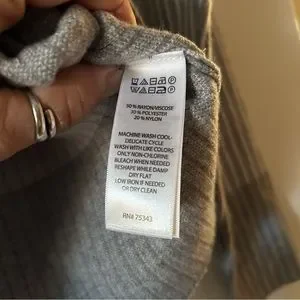 50% RAYON/VISCOSE
30% POLYESTER
20% NYLON
MACHINE WASH COOL-
DELICATE CYCLE
WASH WITH LIKE COLORS
ONLY NON-CHLORINE
BLEACH WHEN NEEDED
RESHAPE WHILE DAMP
DRY FLAT
LOW IRON IF NEEDED
OR DRY CLEAN
RN# 75343